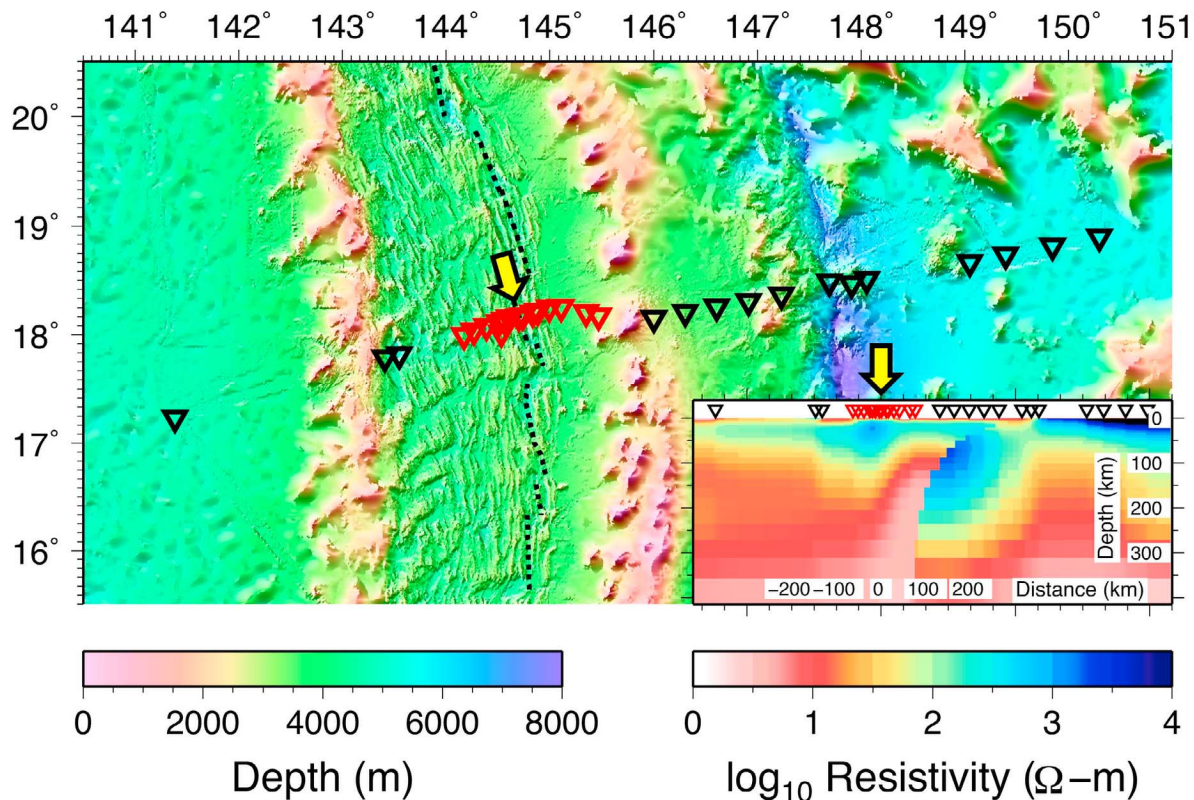 141° 142° 143° 144° 145° 146° 147° 148° 149° 150° 151°
20°
19°
18°
17°
16°
0
100
200
300
Depth (km)
−200 −100 0 100 200 Distance (km)
0 2000 4000 6000 8000
Depth (m)
0 1 2 3 4
log₁₀ Resistivity (Ω−m)